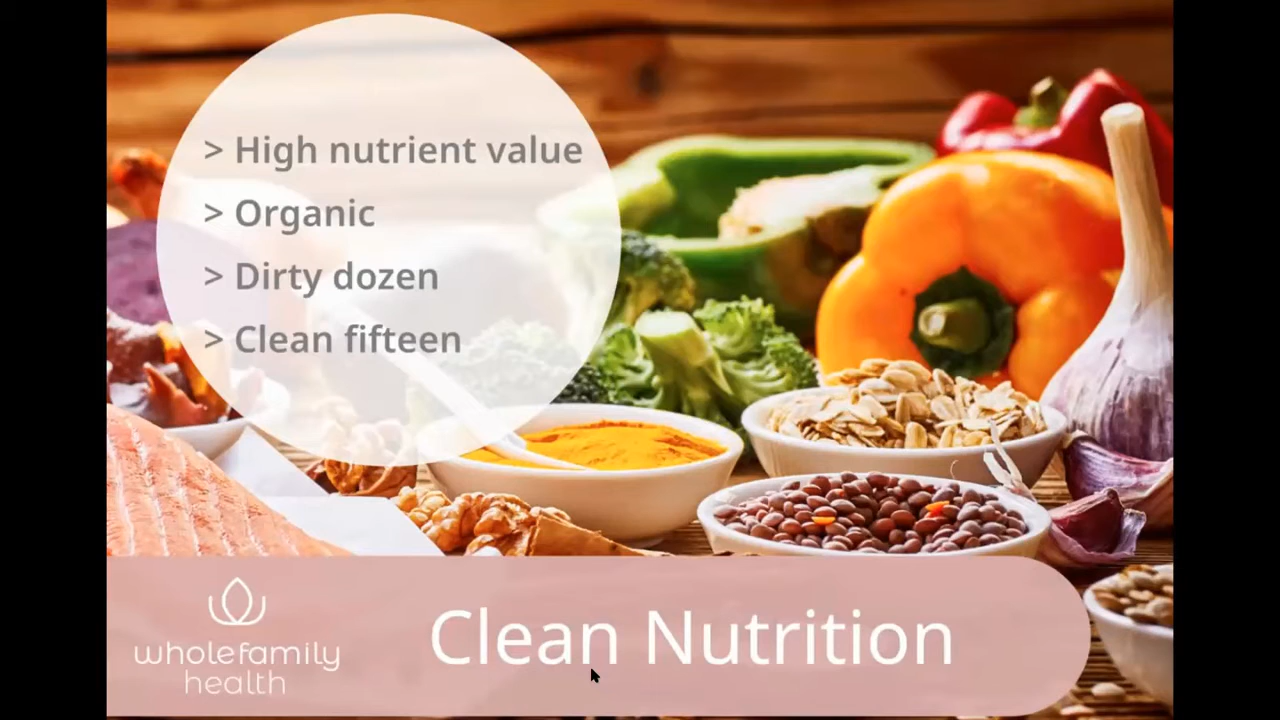 > High nutrient value
> Organic
> Dirty dozen
> Clean fifteen
Clean Nutrition
wholefamily
health